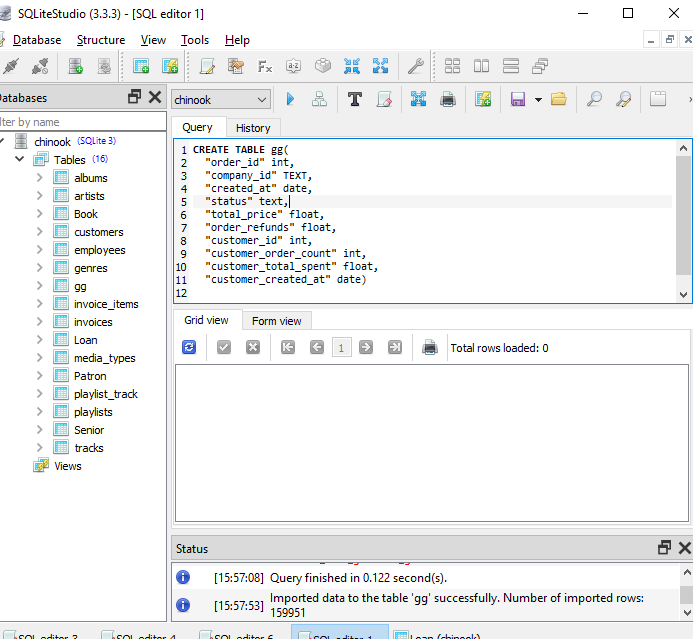 SQLiteStudio (3.3.3) - [SQL editor 1]
Database Structure View Tools Help
Databases
chinook
Query History
filter by name
chinook (SQLite 3)
Tables (16)
albums
artists
Book
customers
employees
genres
gg
invoice_items
invoices
Loan
media_types
Patron
playlist_track
playlists
Senior
tracks
Views
1 CREATE TABLE gg(
2 "order_id" int,
3 "company_id" TEXT,
4 "created_at" date,
5 "status" text,
6 "total_price" float,
7 "order_refunds" float,
8 "customer_id" int,
9 "customer_order_count" int,
10 "customer_total_spent" float,
11 "customer_created_at" date)
12
Grid view Form view
1 Total rows loaded: 0
Status
[15:57:08] Query finished in 0.122 second(s).
[15:57:53] Imported data to the table 'gg' successfully. Number of imported rows:
159951
SQL editor 3 SQL editor 4 SQL editor 6 SQL editor 1 Loan (chinook)